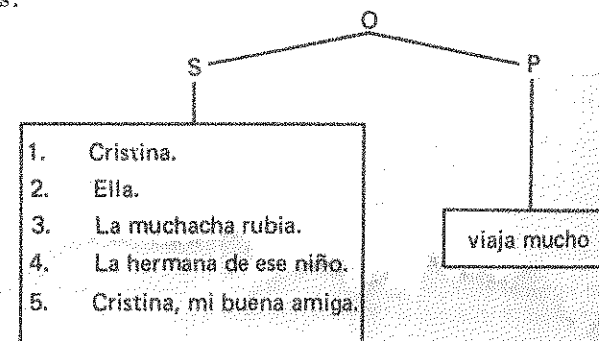 s.
O
S
P
1. Cristina.
2. Ella.
3. La muchacha rubia.
4. La hermana de ese niño.
5. Cristina, mi buena amiga.
viaja mucho